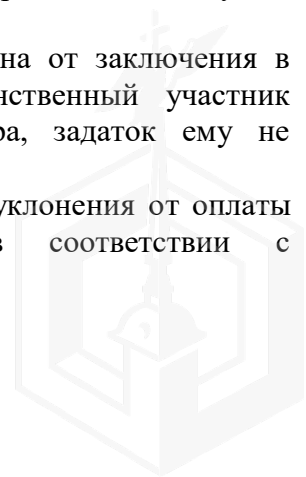 на от заключения в
нственный участник
ра, задаток ему не
уклонения от оплаты
в соответствии с